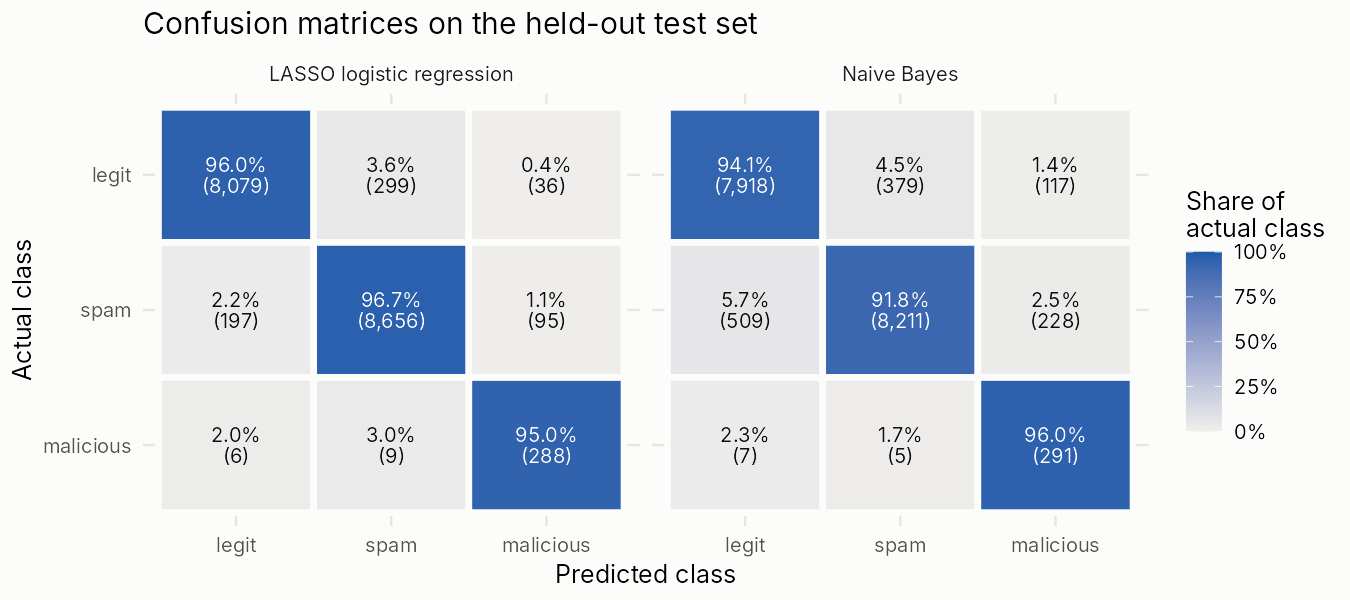 Confusion matrices on the held-out test set
LASSO logistic regression
Naive Bayes
Actual class
legit
96.0%
(8,079)
3.6%
(299)
0.4%
(36)
94.1%
(7,918)
4.5%
(379)
1.4%
(117)
spam
2.2%
(197)
96.7%
(8,656)
1.1%
(95)
5.7%
(509)
91.8%
(8,211)
2.5%
(228)
malicious
2.0%
(6)
3.0%
(9)
95.0%
(288)
2.3%
(7)
1.7%
(5)
96.0%
(291)
legit
spam
malicious
legit
spam
malicious
Predicted class
Share of
actual class
100%
75%
50%
25%
0%